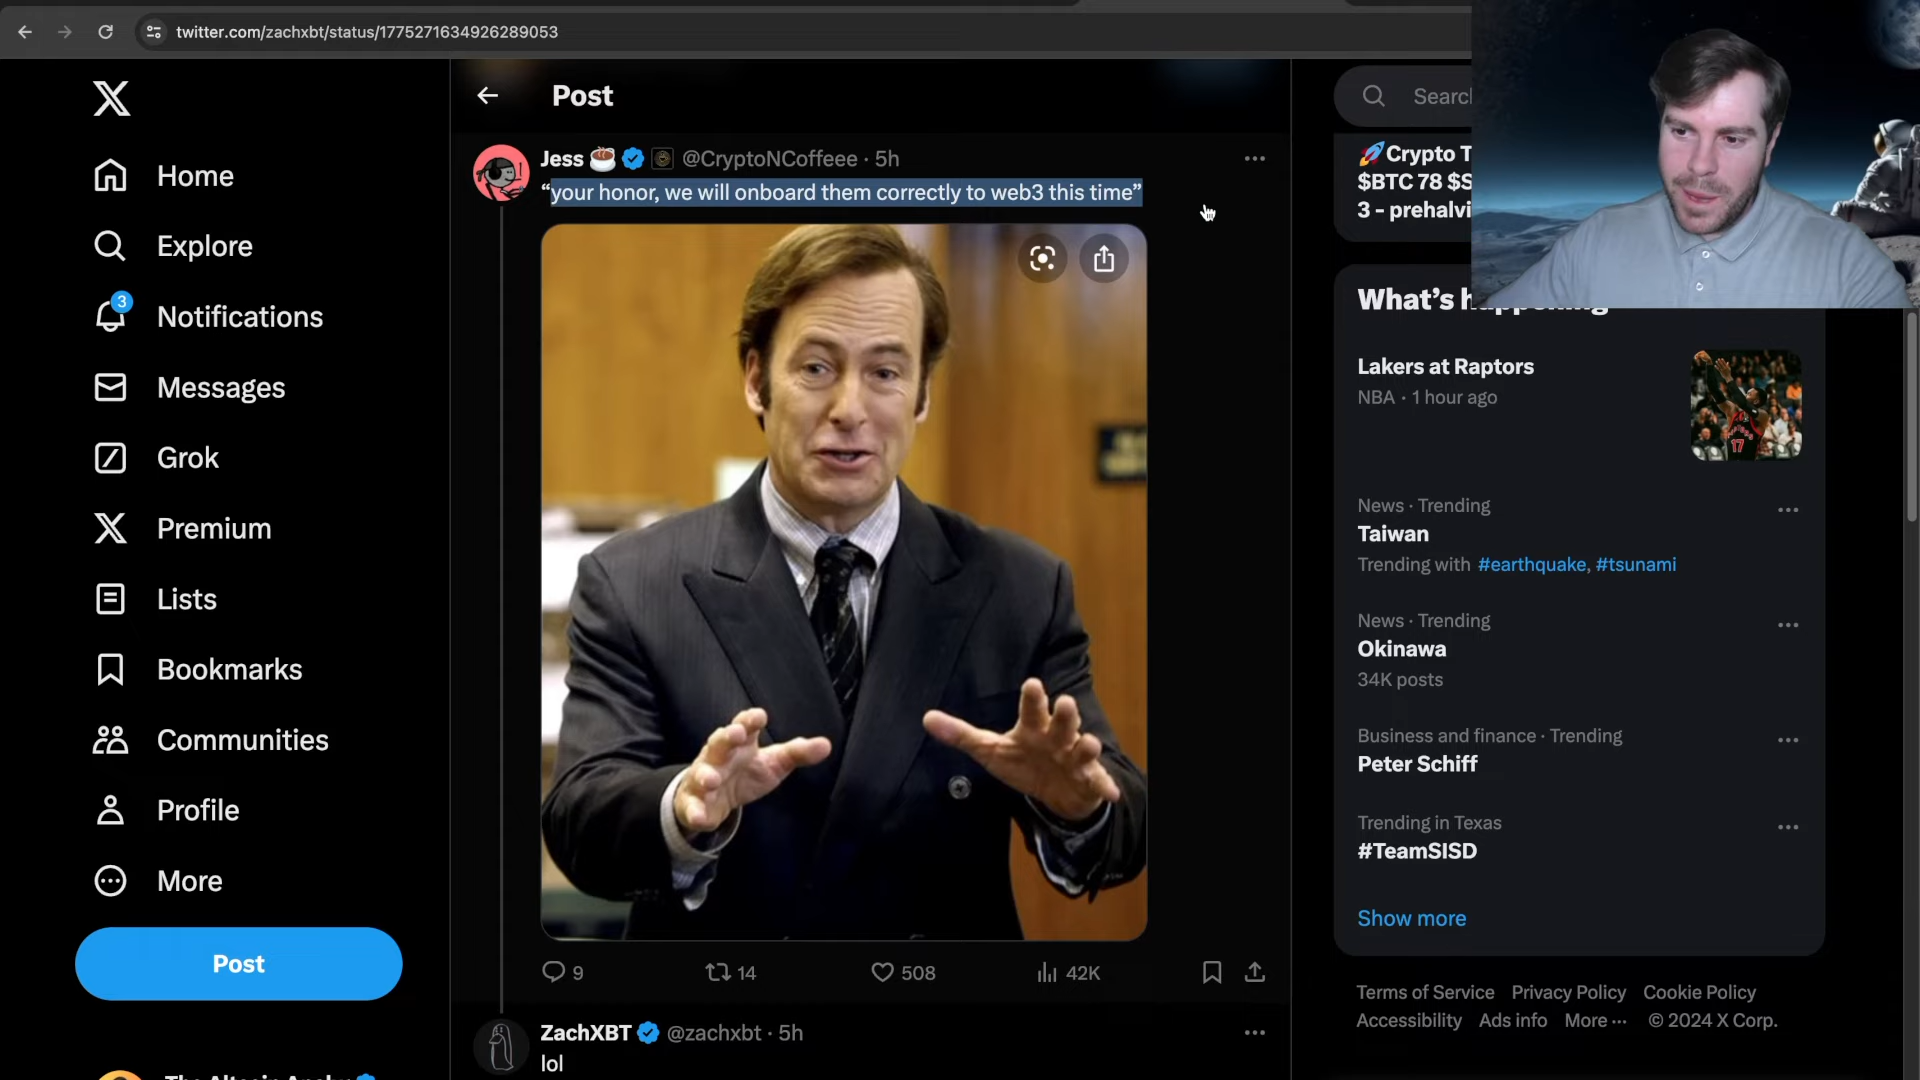 twitter.com/zachxbt/status/1775271634926289053
Home
Explore
3
Notifications
Messages
Grok
Premium
Lists
Bookmarks
Communities
Profile
More
Post
Post
Jess @CryptoNCoffeee · 5h
“your honor, we will onboard them correctly to web3 this time”
9
14
508
42K
ZachXBT @zachxbt · 5h
lol
🚀Crypto T
$BTC 78 $S
3 - prehalvi
What’s happening
Lakers at Raptors
NBA · 1 hour ago
17
News · Trending
Taiwan
Trending with #earthquake, #tsunami
News · Trending
Okinawa
34K posts
Business and finance · Trending
Peter Schiff
Trending in Texas
#TeamSISD
Show more
Terms of Service Privacy Policy Cookie Policy
Accessibility Ads info More ··· © 2024 X Corp.